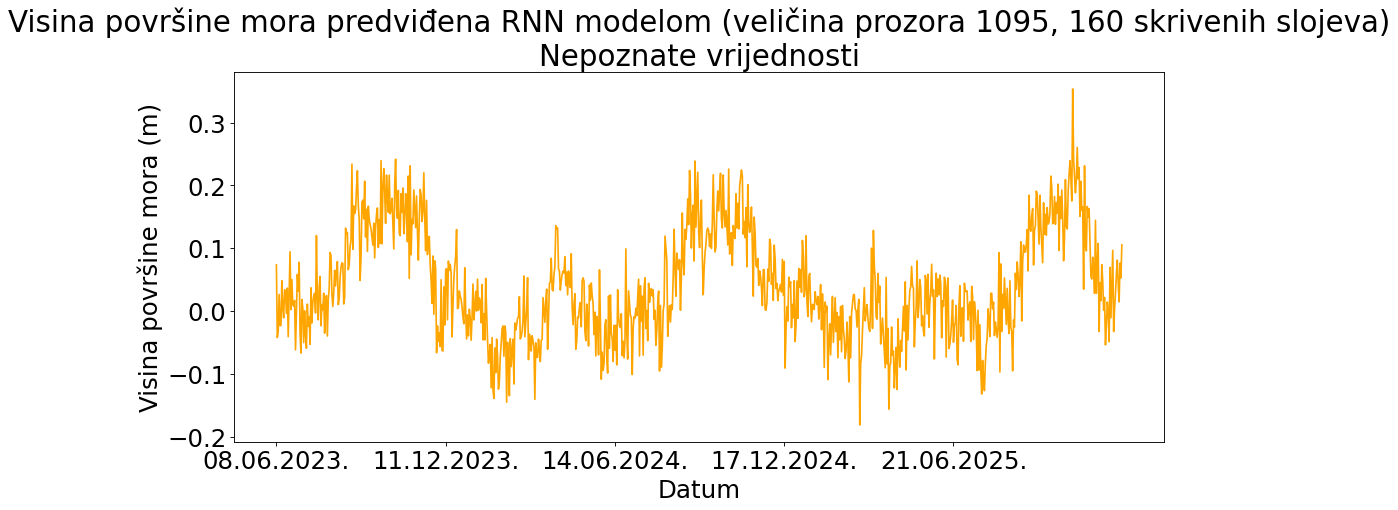 Visina površine mora predviđena RNN modelom (veličina prozora 1095, 160 skrivenih slojeva)
Nepoznate vrijednosti
Visina površine mora (m)
0.3
0.2
0.1
0.0
−0.1
−0.2
08.06.2023. 11.12.2023. 14.06.2024. 17.12.2024. 21.06.2025.
Datum